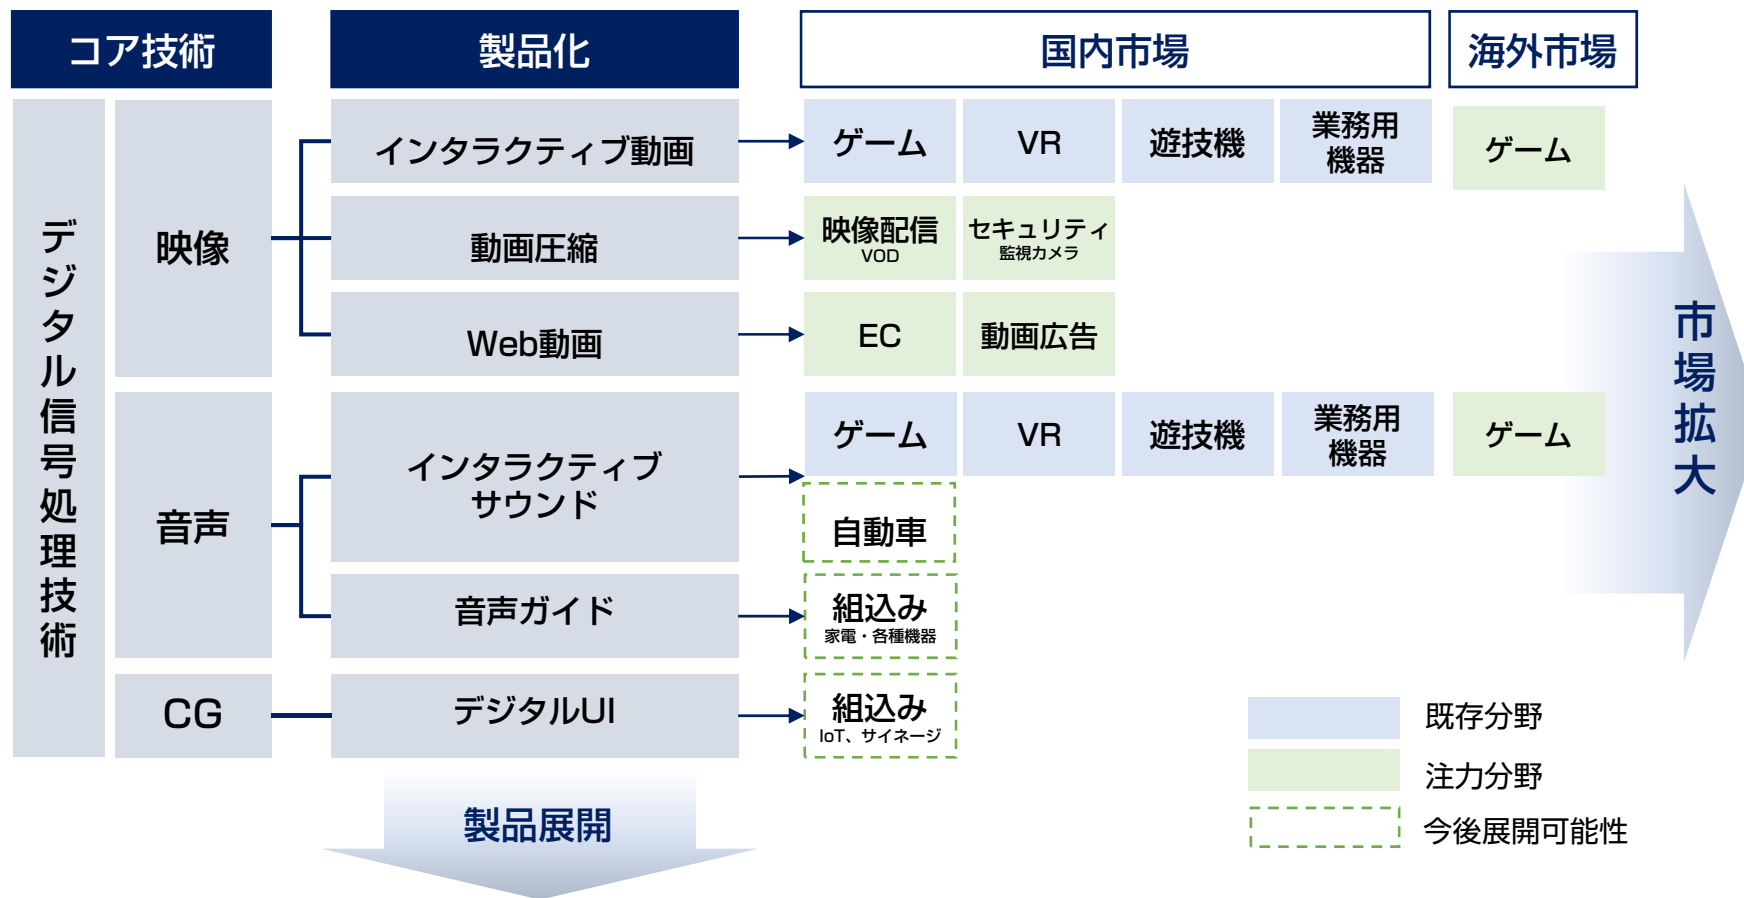 コア技術
製品化
国内市場
海外市場
デジタル信号処理技術
映像
インタラクティブ動画
ゲーム
VR
遊技機
業務用
機器
ゲーム
動画圧縮
映像配信
VOD
セキュリティ
監視カメラ
Web動画
EC
動画広告
音声
インタラクティブ
サウンド
ゲーム
VR
遊技機
業務用
機器
ゲーム
自動車
音声ガイド
組込み
家電・各種機器
CG
デジタルUI
組込み
IoT、サイネージ
市場拡大
製品展開
既存分野
注力分野
今後展開可能性